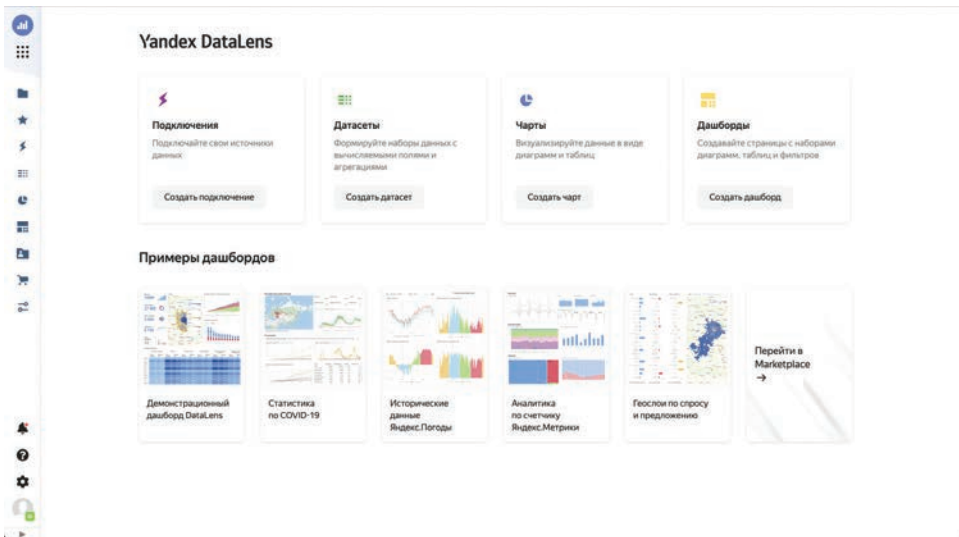 Yandex DataLens
Подключения
Подключайте свои источники
данных
Создать подключение
Датасеты
Формируйте наборы данных с
вычисляемыми полями и
агрегациями
Создать датасет
Чарты
Визуализируйте данные в виде
диаграмм и таблиц
Создать чарт
Дашборды
Создавайте страницы с наборами
диаграмм, таблиц и фильтров
Создать дашборд
Примеры дашбордов
Демонстрационный
дашборд DataLens
Статистика
по COVID-19
Исторические
данные
Яндекс.Погоды
Аналитика
по счетчику
Яндекс.Метрики
Геослои по спросу
и предложению
Перейти в
Marketplace
→